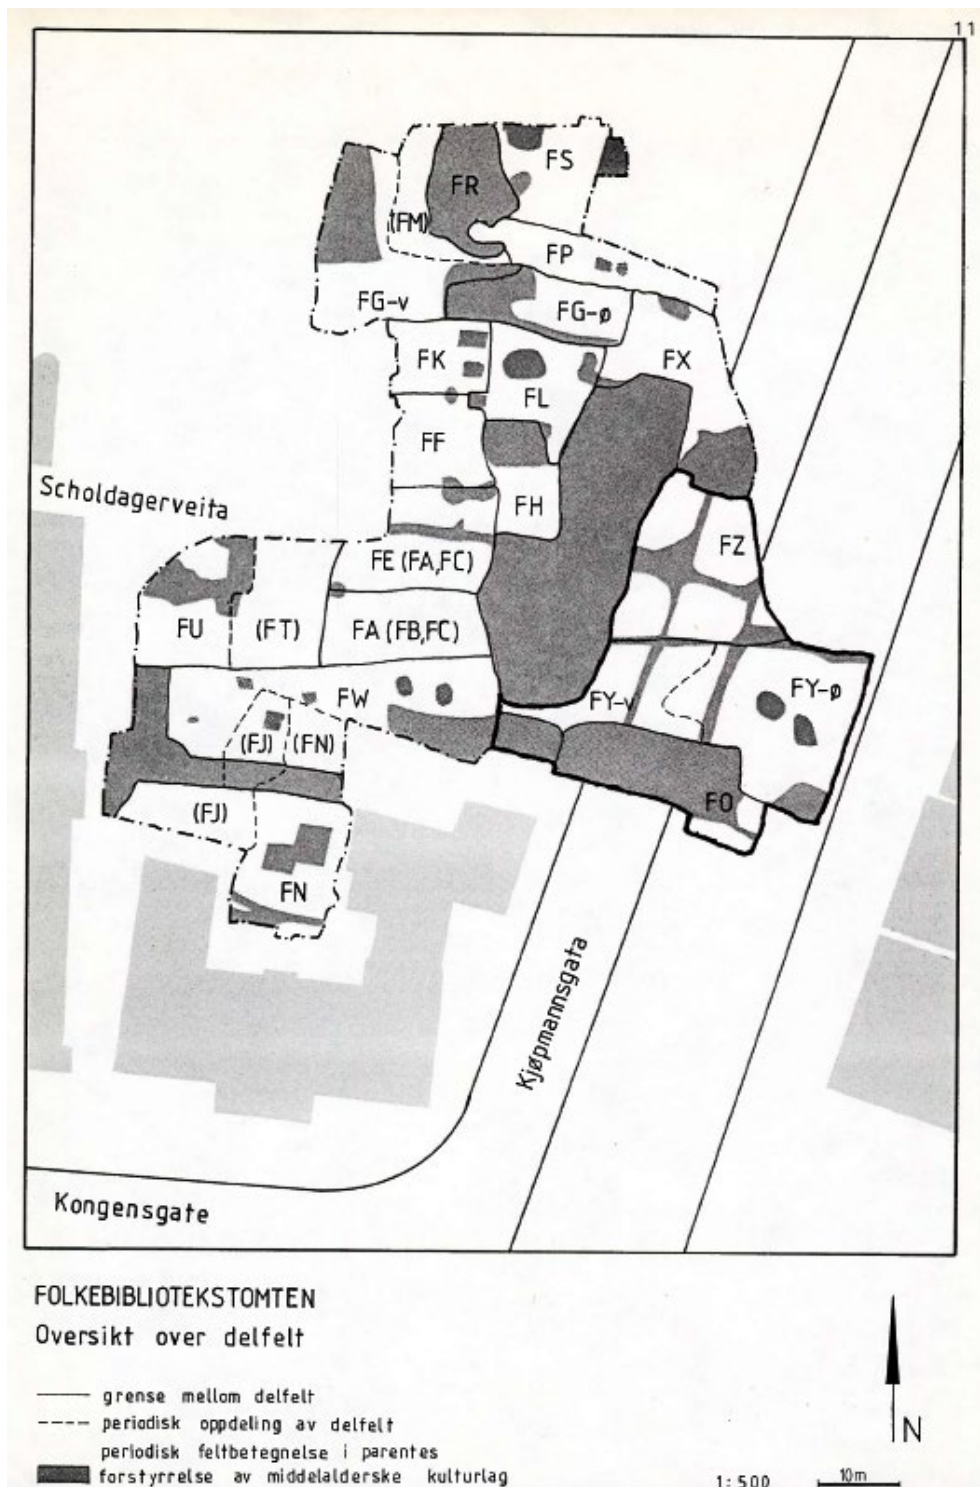 11
FS
FR
(FM)
FP
FG-v
FG-ø
FK
FX
FL
FF
Scholdagerveita
FH
FZ
FE (FA,FC)
FU
(FT)
FA (FB,FC)
FW
FY-v
FY-ø
(FJ)
(FN)
(FJ)
FO
FN
Kjøpmannsgata
Kongensgate
FOLKEBIBLIOTEKSTOMTEN
Oversikt over delfelt
grense mellom delfelt
periodisk oppdeling av delfelt
periodisk feltbetegnelse i parentes
forstyrrelse av middelalderske kulturlag
N
1:500 10m